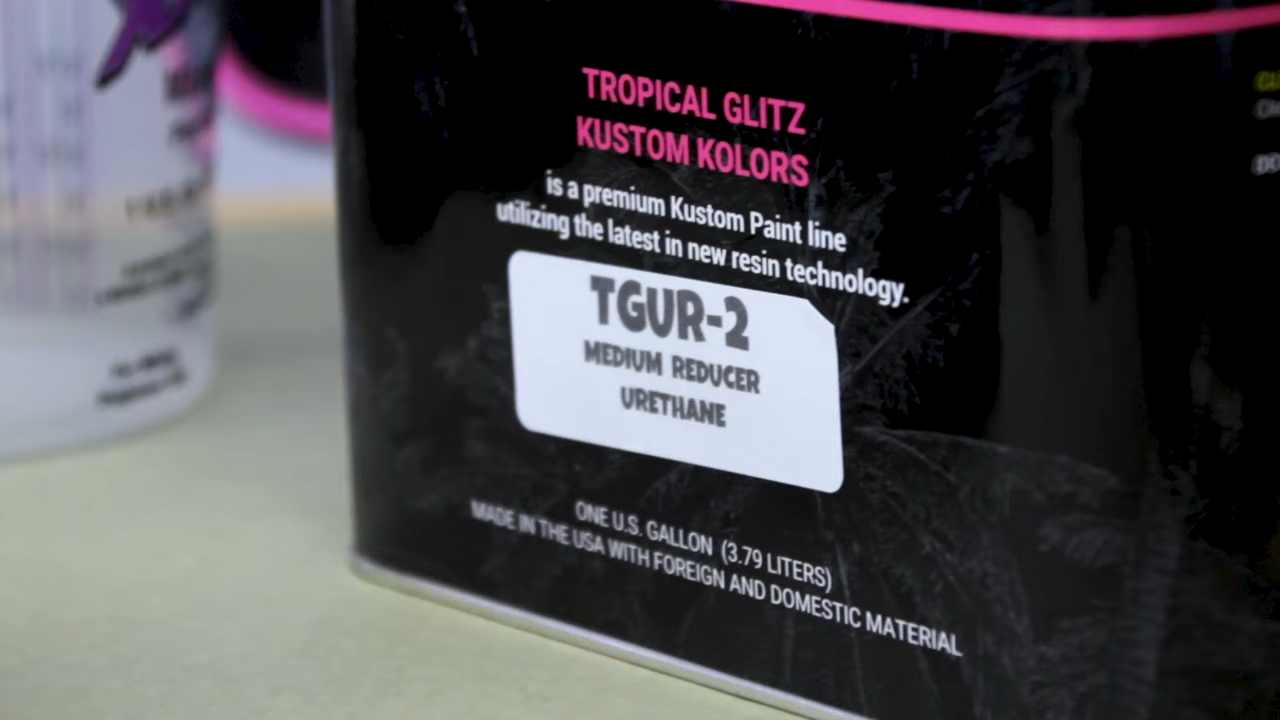 TROPICAL GLITZ
KUSTOM KOLORS
is a premium Kustom Paint line
utilizing the latest in new resin technology.
TGUR-2
MEDIUM REDUCER
URETHANE
ONE U.S. GALLON (3.79 LITERS)
MADE IN THE USA WITH FOREIGN AND DOMESTIC MATERIAL